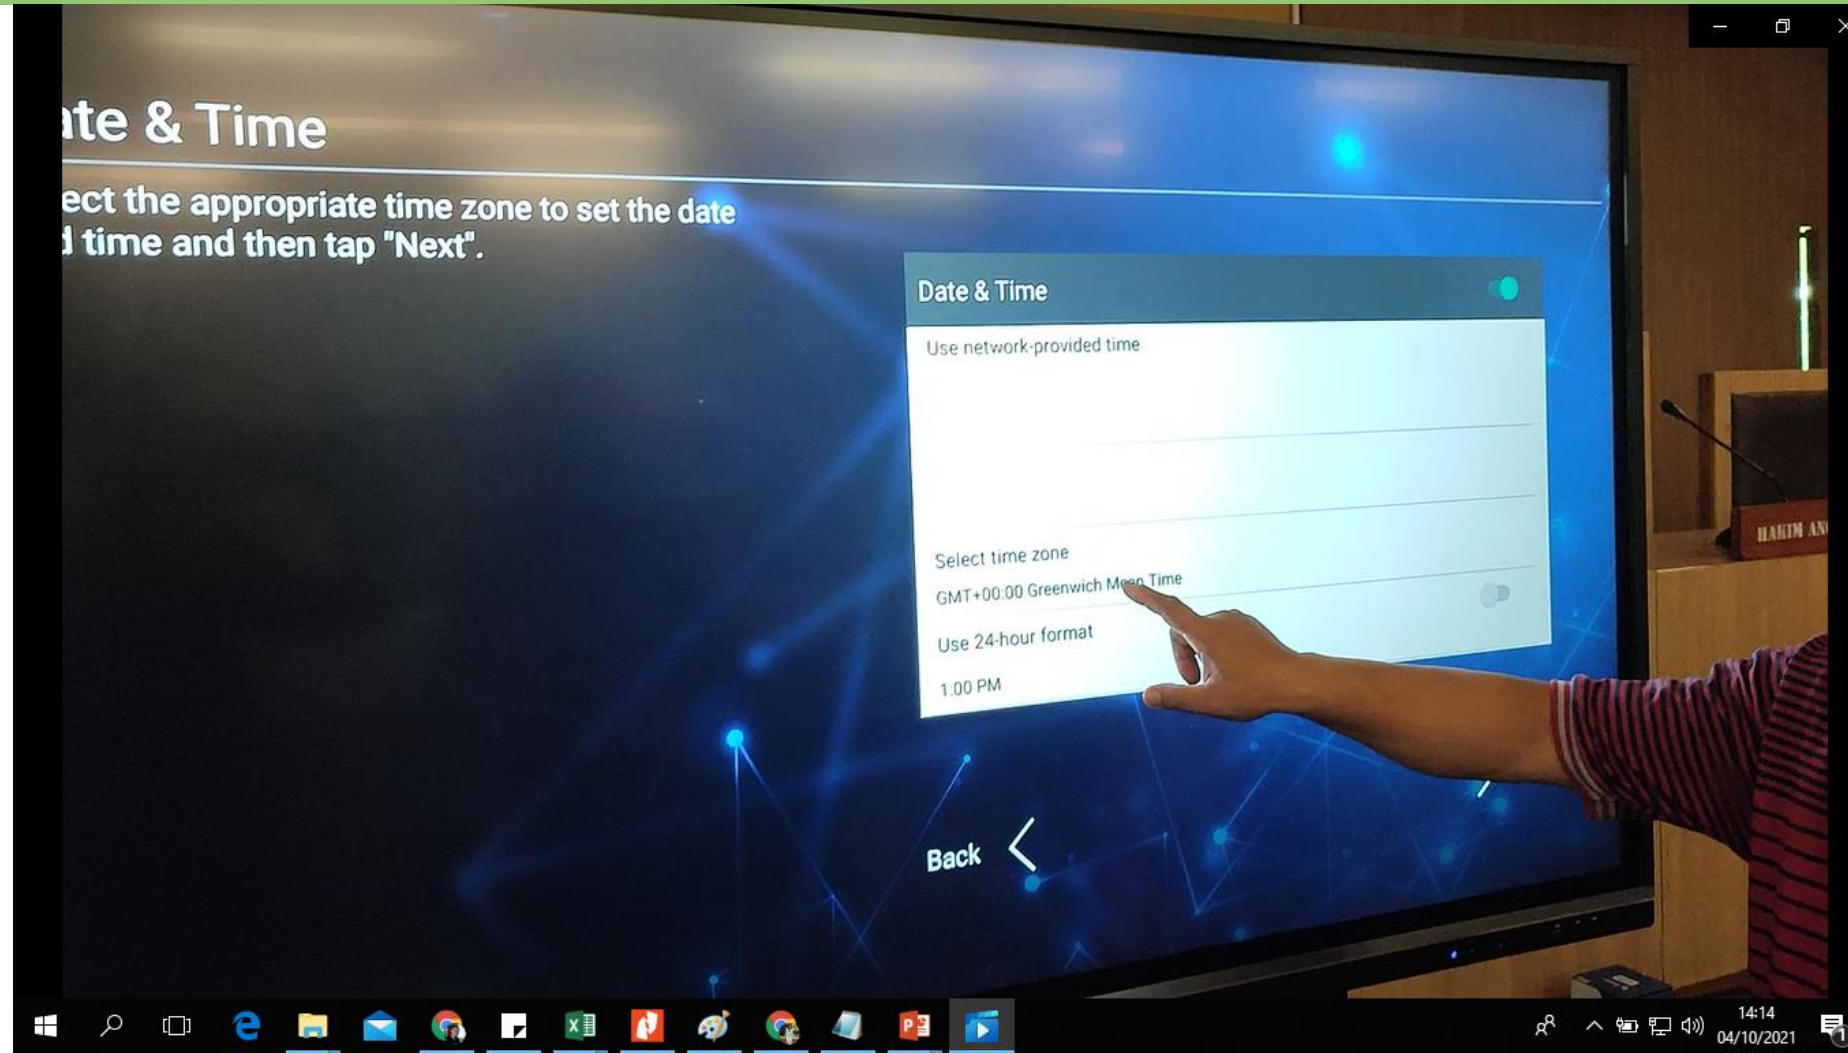 ate & Time
ect the appropriate time zone to set the date
d time and then tap "Next".
Date & Time
Use network-provided time
Select time zone
GMT+00:00 Greenwich Mean Time
Use 24-hour format
1:00 PM
Back
HAKIM AN
14:14
04/10/2021